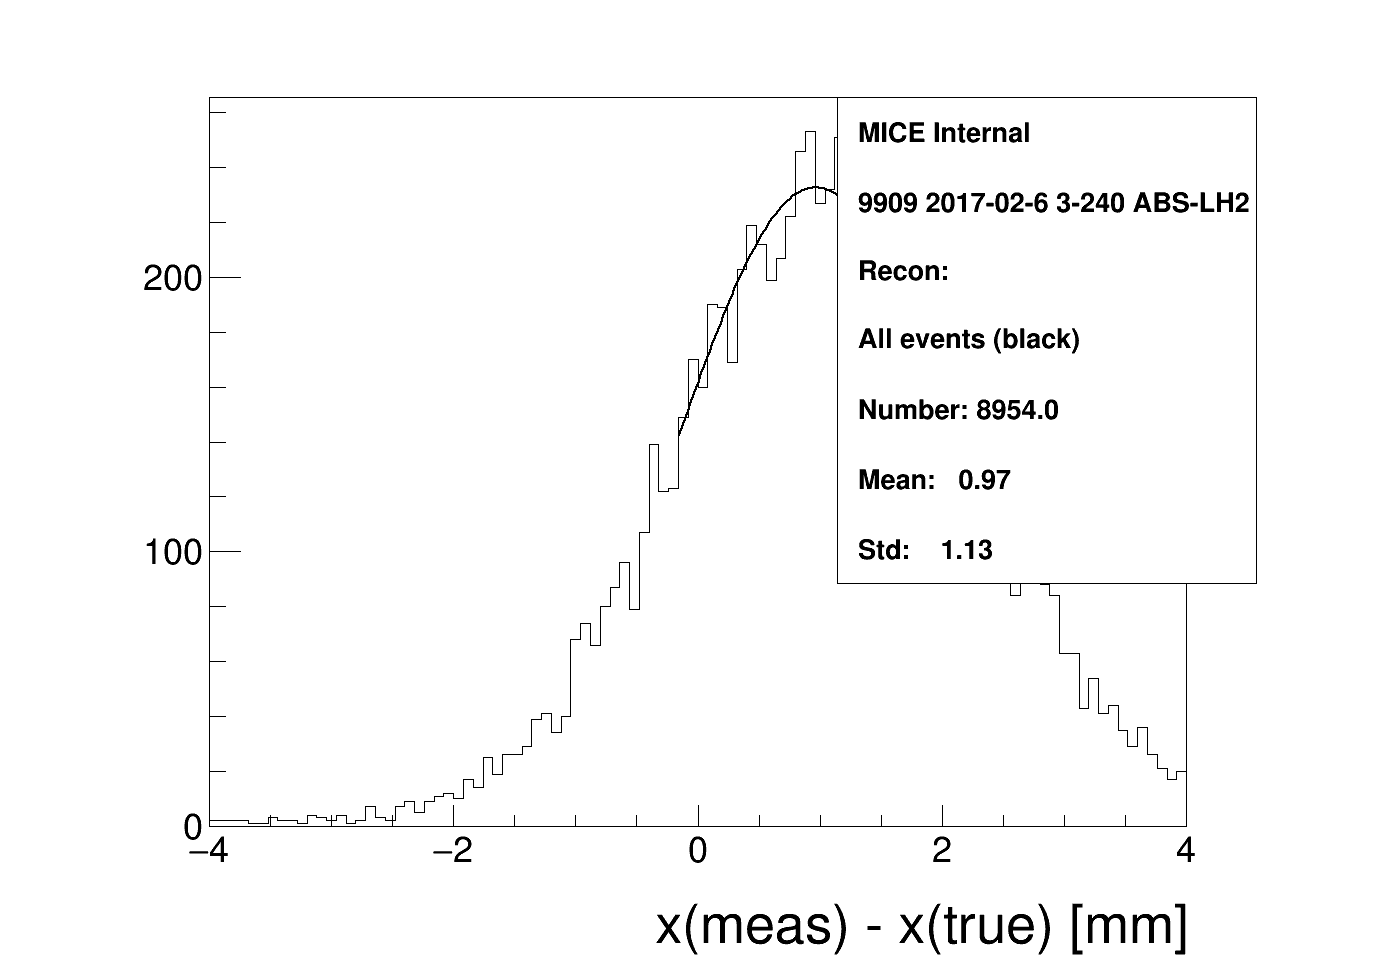 MICE Internal
9909 2017-02-6 3-240 ABS-LH2
Recon:
All events (black)
Number: 8954.0
Mean: 0.97
Std: 1.13
200
100
0
−4 −2 0 2 4
x(meas) - x(true) [mm]